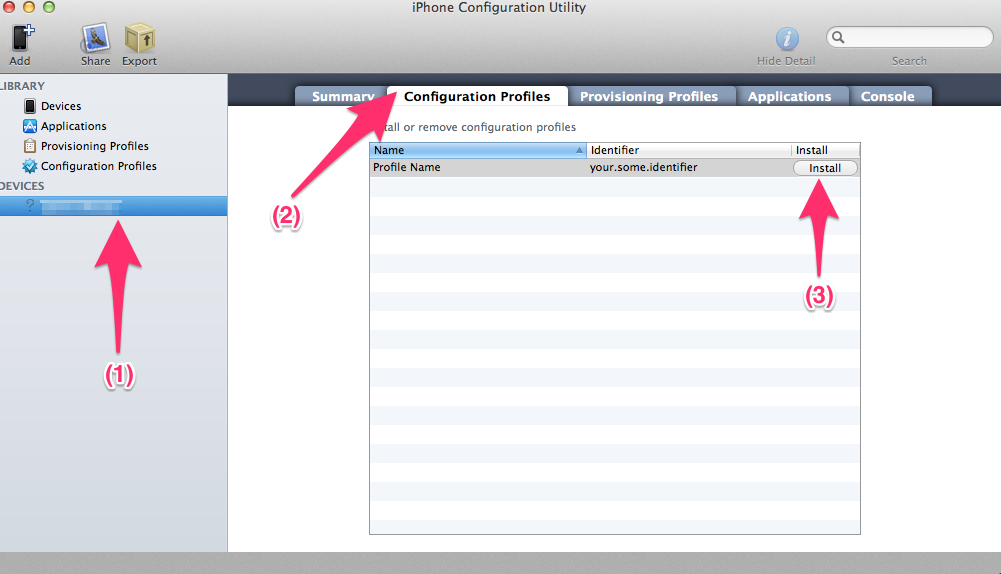 iPhone Configuration Utility
Add
Share
Export
Hide Detail
Search
LIBRARY
Devices
Applications
Provisioning Profiles
Configuration Profiles
DEVICES
?
Summary
Configuration Profiles
Provisioning Profiles
Applications
Console
or remove configuration profiles
Name
Identifier
Install
Profile Name
your.some.identifier
Install
(1)
(2)
(3)